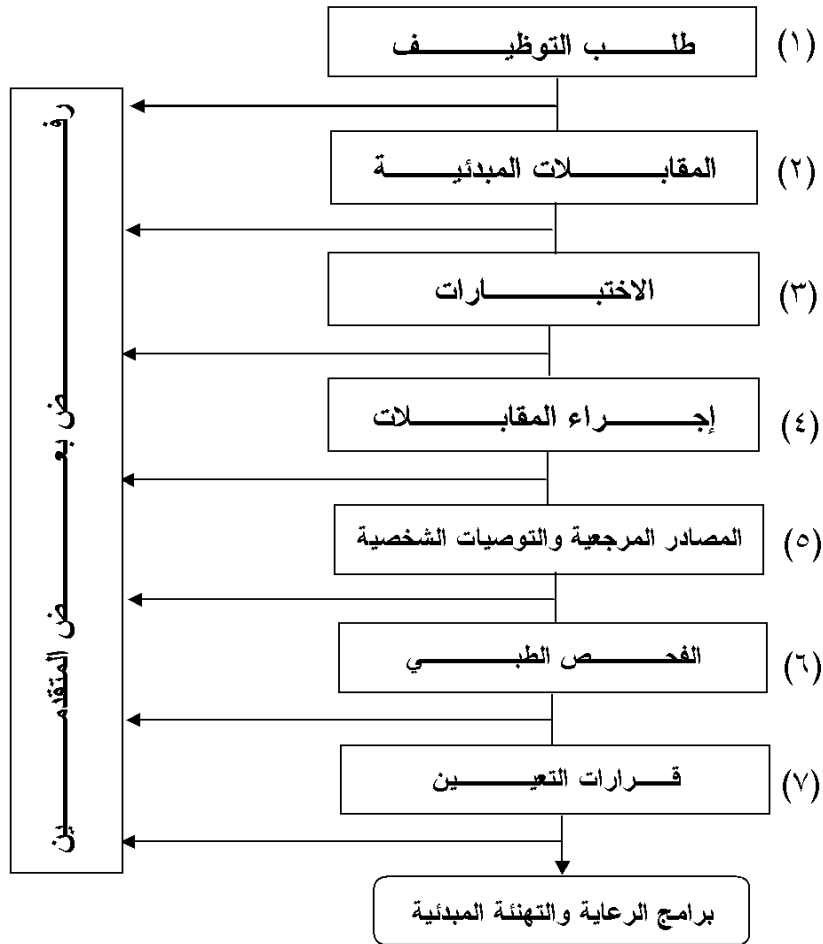 (١) طلب التوظيف
(٢) المقابلات المبدئية
(٣) الاختبارات
(٤) إجراء المقابلات
(٥) المصادر المرجعية والتوصيات الشخصية
(٦) الفحص الطبي
(٧) قرارات التعيين
برامج الرعاية والتهنئة المبدئية
رفض بعض المتقدمين